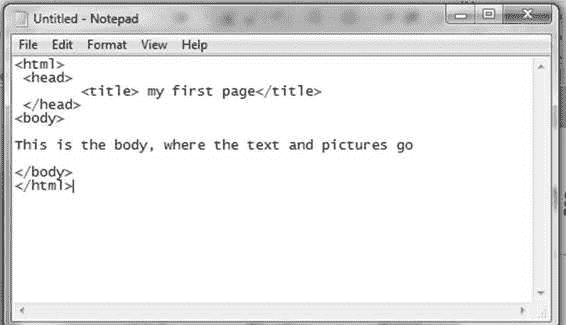 Untitled - Notepad
File Edit Format View Help
<html>
<head>
<title> my first page</title>
</head>
<body>
This is the body, where the text and pictures go
</body>
</html>